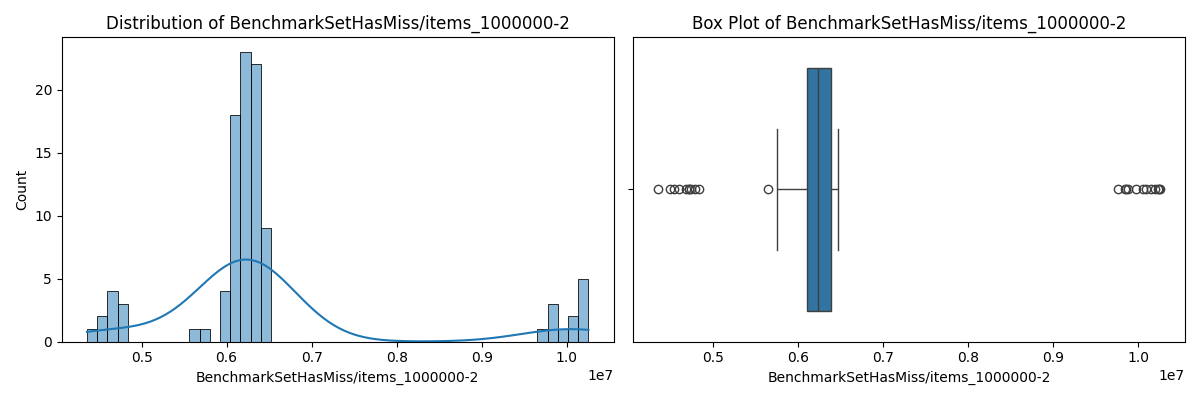 Distribution of BenchmarkSetHasMiss/items_1000000-2
Count
20
15
10
5
0
0.5 0.6 0.7 0.8 0.9 1.0
1e7
BenchmarkSetHasMiss/items_1000000-2
Box Plot of BenchmarkSetHasMiss/items_1000000-2
0.5 0.6 0.7 0.8 0.9 1.0
1e7
BenchmarkSetHasMiss/items_1000000-2